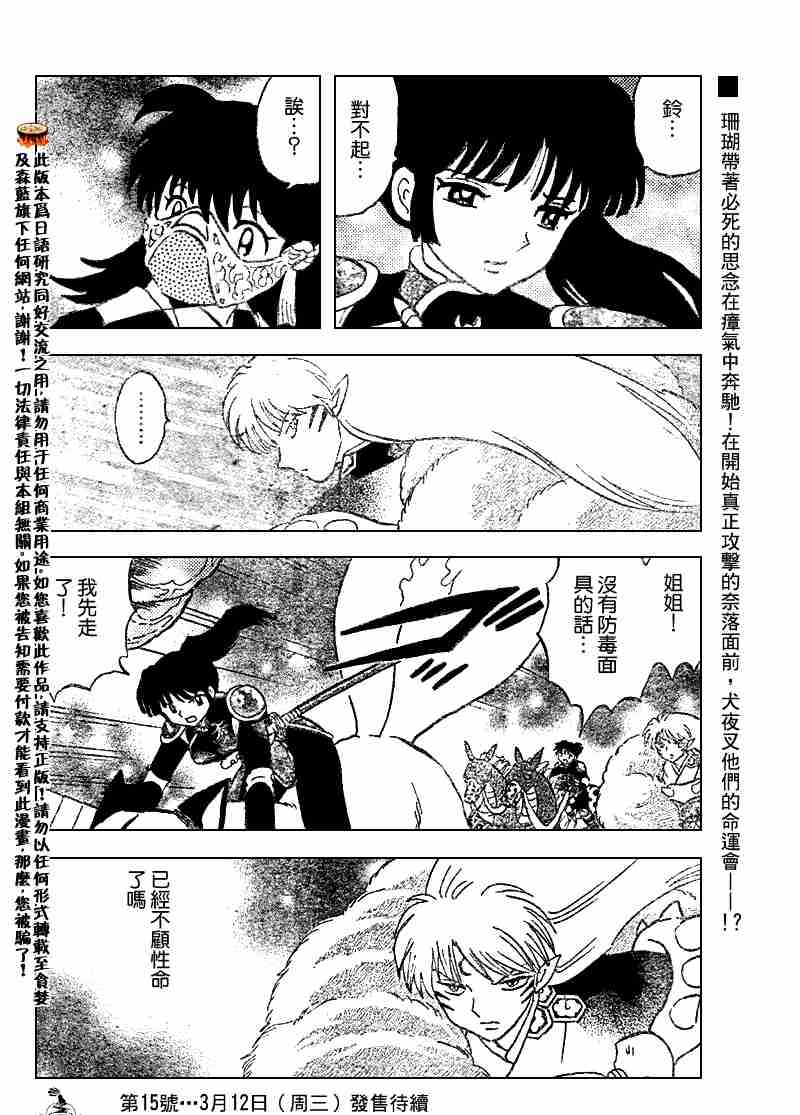 ■珊瑚帶著必死的思念在瘴氣中奔馳！在開始真正攻擊的奈落面前，犬夜叉他們的命運會——！？
鈴…
對不起…
誒…？
………
姐姐！
沒有防毒面
具的話…
我先走
了！
已經不顧性命
了嗎
此版本爲日語研究同好交流之用，請勿用于任何商業用途，如您喜歡此作品，請支持正版！請勿以任何形式轉載至貪婪
及森藍旗下任何網站，謝謝！一切法律責任與本組無關。如果您被告知需要付款才能看到此漫畫，那麼，您被騙了！
第15號…3月12日（周三）發售待續